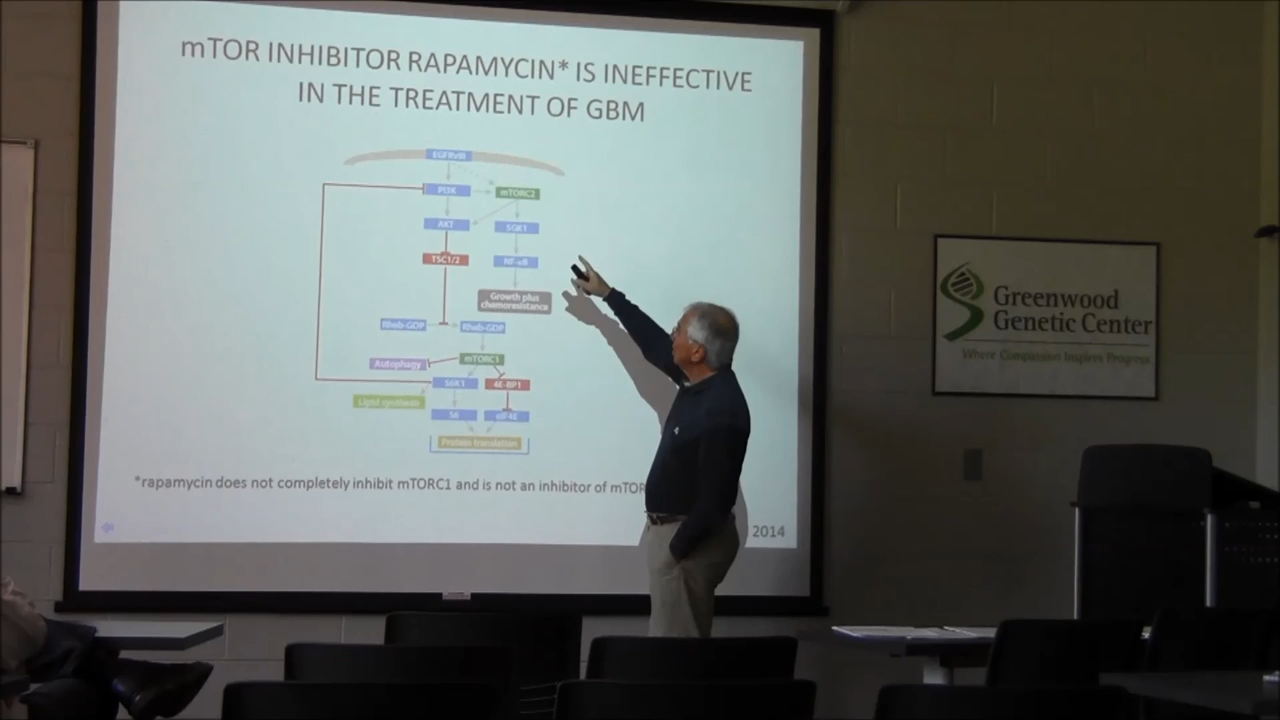 mTOR INHIBITOR RAPAMYCIN* IS INEFFECTIVE
IN THE TREATMENT OF GBM
EGFRvIII
PI3K
mTORC2
AKT
SGK1
TSC1/2
NF-κB
Growth plus
chemoresistance
Rheb-GDP
Rheb-GDP
mTORC1
Autophagy
S6K1
4E-BP1
Lipid synthesis
S6
eIF4E
Protein translation
*rapamycin does not completely inhibit mTORC1 and is not an inhibitor of mTOR
2014
Greenwood
Genetic Center
Where Compassion Inspires Progress